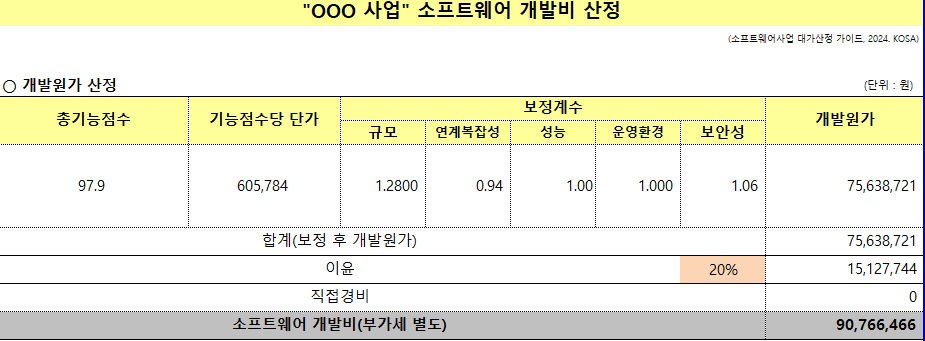 "OOO 사업" 소프트웨어 개발비 산정
(소프트웨어사업 대가산정 가이드, 2024. KOSA)
○ 개발원가 산정
(단위 : 원)
총기능점수 기능점수당 단가 보정계수 개발원가
규모 연계복잡성 성능 운영환경 보안성
97.9 605,784 1.2800 0.94 1.00 1.000 1.06 75,638,721
합계(보정 후 개발원가) 75,638,721
이윤 20% 15,127,744
직접경비 0
소프트웨어 개발비(부가세 별도) 90,766,466